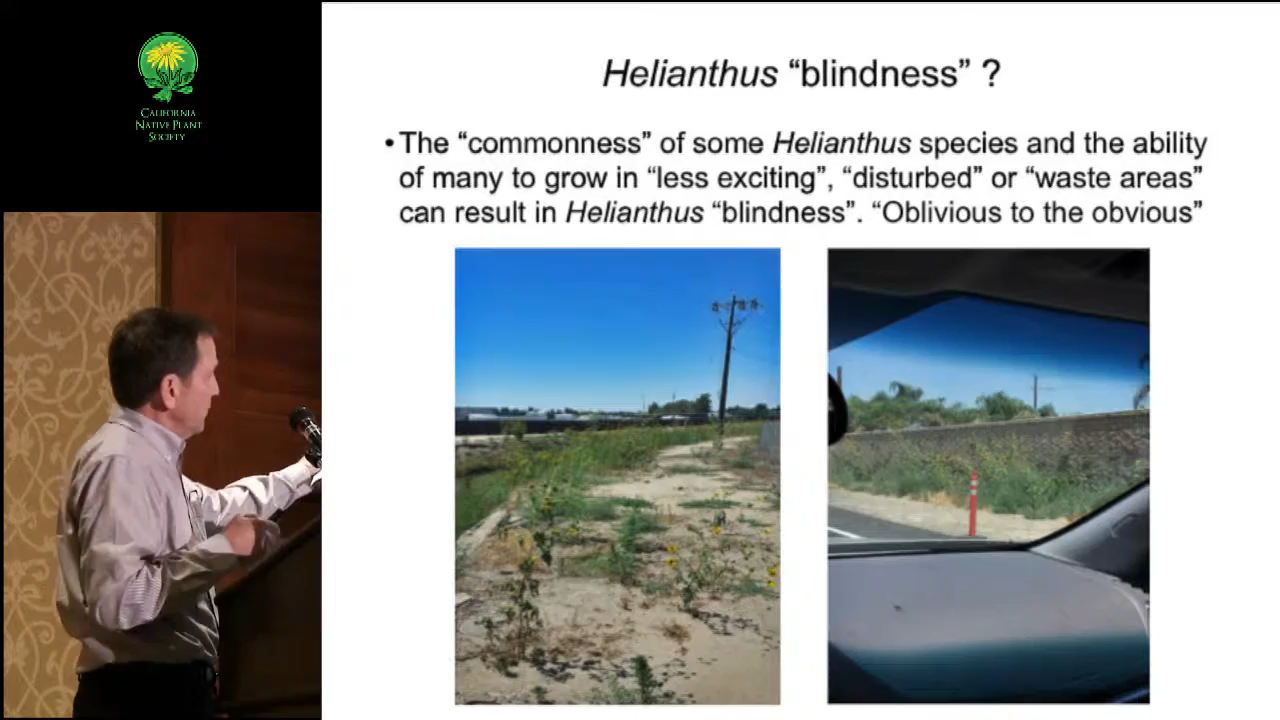 CALIFORNIA
NATIVE PLANT
SOCIETY
Helianthus “blindness” ?
• The “commonness” of some Helianthus species and the ability
of many to grow in “less exciting”, “disturbed” or “waste areas”
can result in Helianthus “blindness”. “Oblivious to the obvious”